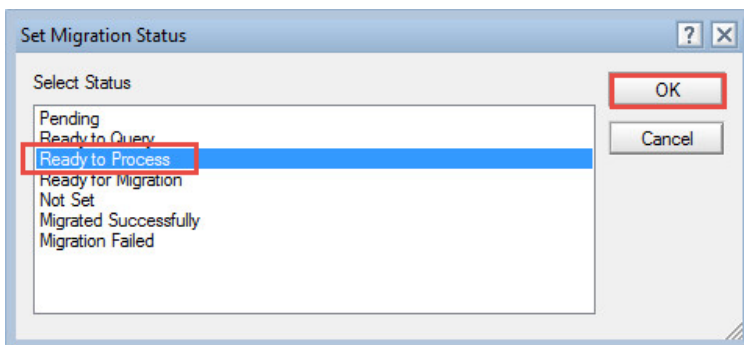 Set Migration Status
Select Status
OK
Pending
Ready to Query
Cancel
Ready to Process
Ready for Migration
Not Set
Migrated Successfully
Migration Failed